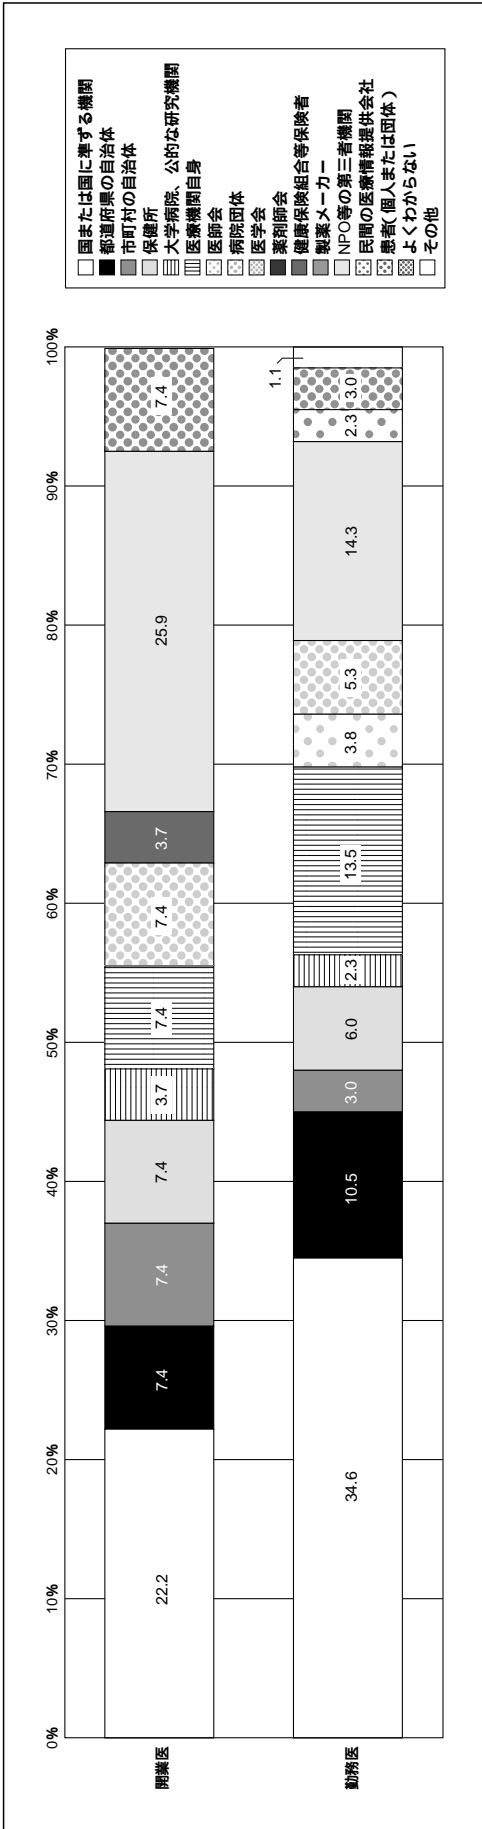 0%
10%
20%
30%
40%
50%
60%
70%
80%
90%
100%
開業医
22.2
7.4
7.4
7.4
3.7
7.4
7.4
3.7
25.9
7.4
勤務医
34.6
10.5
3.0
6.0
2.3
13.5
3.8
5.3
14.3
2.3
3.0
1.1
国または国に準ずる機関
都道府県の自治体
市町村の自治体
保健所
大学病院、公的な研究機関
医療機関自身
医師会
病院団体
医学会
薬剤師会
健康保険組合等保険者
製薬メーカー
NPO等の第三者機関
民間の医療情報提供会社
患者（個人または団体）
よくわからない
その他